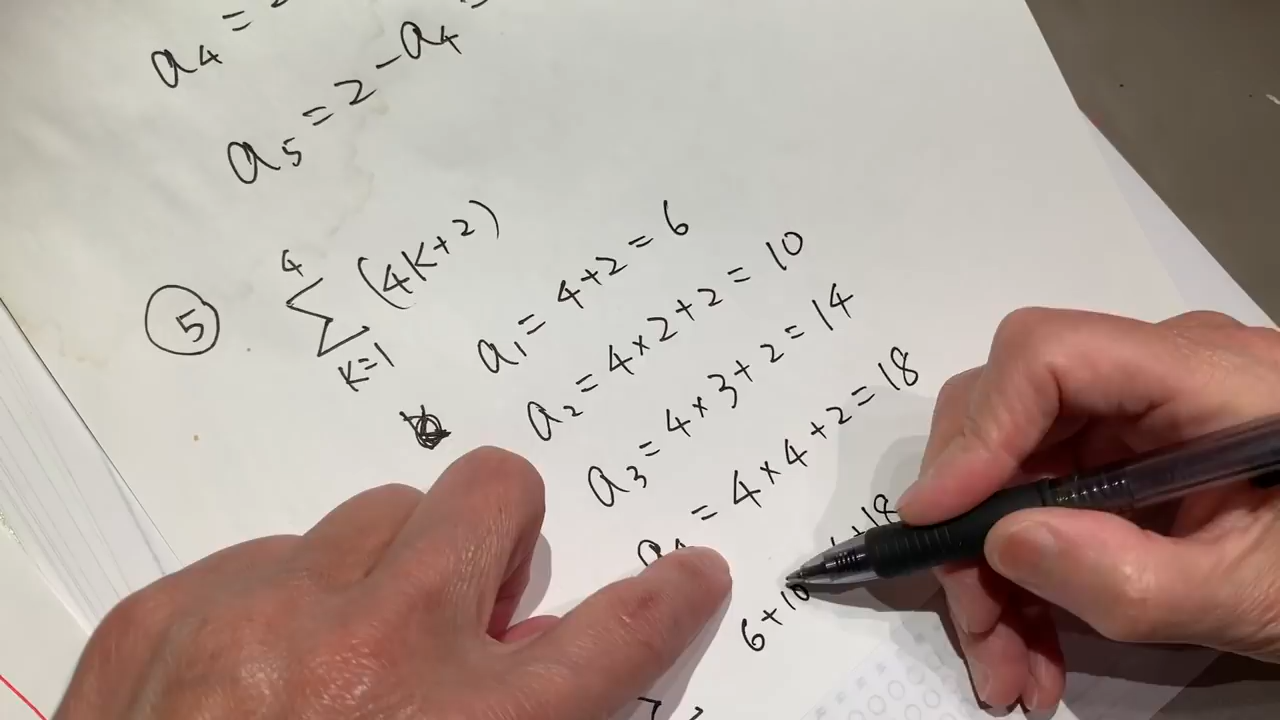 a₄ =
a₅ = 2 - a₄
⑤ 4 Σ k=1 (4k+2)
a₁ = 4+2 = 6
a₂ = 4×2+2 = 10
a₃ = 4×3+2 = 14
= 4×4+2 = 18
6+10 +18